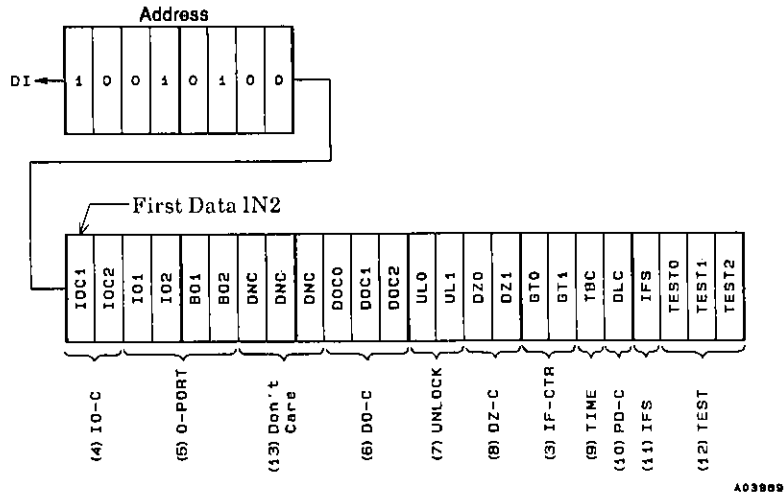 Address
DI
1 0 0 1 0 1 0 0
First Data IN2
IOC1 IOC2 IO1 IO2 BO1 BO2 DNC DNC DNC DOC0 DOC1 DOC2 UL0 UL1 DZ0 DZ1 GT0 GT1 TBC DLC IFS TEST0 TEST1 TEST2
(4) IO-C
(5) O-PORT
(13) Don't Care
(6) DO-C
(7) UNLOCK
(8) DZ-C
(3) IF-CTR
(9) TIME
(10) PD-C
(11) IFS
(12) TEST
A03989